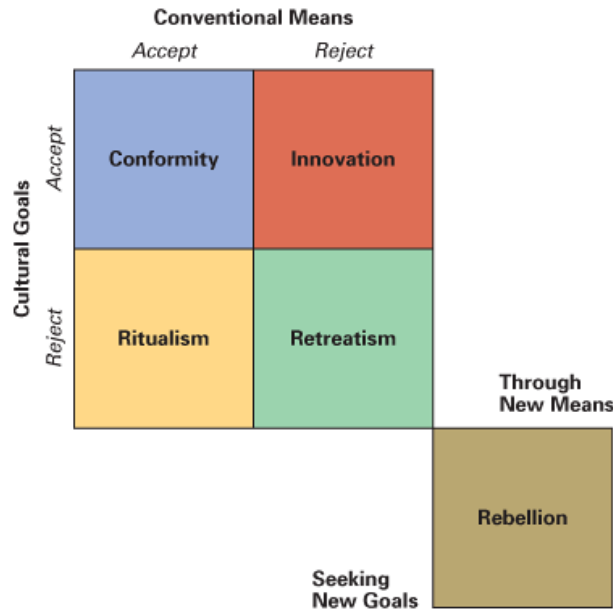 Conventional Means
Accept
Reject
Cultural Goals
Accept
Conformity
Innovation
Reject
Ritualism
Retreatism
Through
New Means
Rebellion
Seeking
New Goals